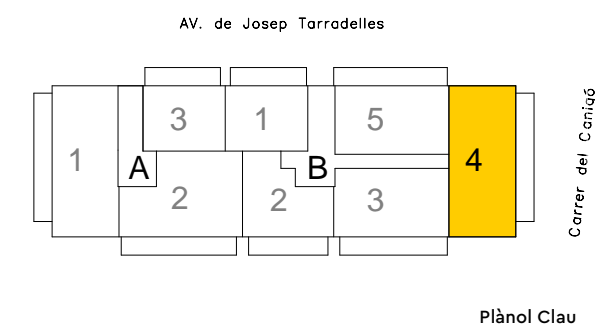 AV. de Josep Tarradelles
3 1 5
1 A B 4
2 2 3
Carrer del Canigó
Plànol Clau